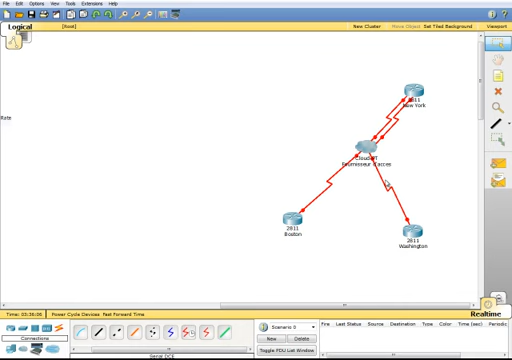 File Edit Options View Tools Extensions Help
Logical
[Root]
New Cluster
Move Object
Set Tiled Background
Viewport
Rate
2811
New York
Cloud-PT
Fournisseur d'acces
2811
Boston
2811
Washington
Time: 03:36:06
Power Cycle Devices Fast Forward Time
Realtime
Connections
Serial DCE
Scenario 0
New
Delete
Toggle PDU List Window
Fire Last Status Source Destination Type Color Time (sec) Periodic